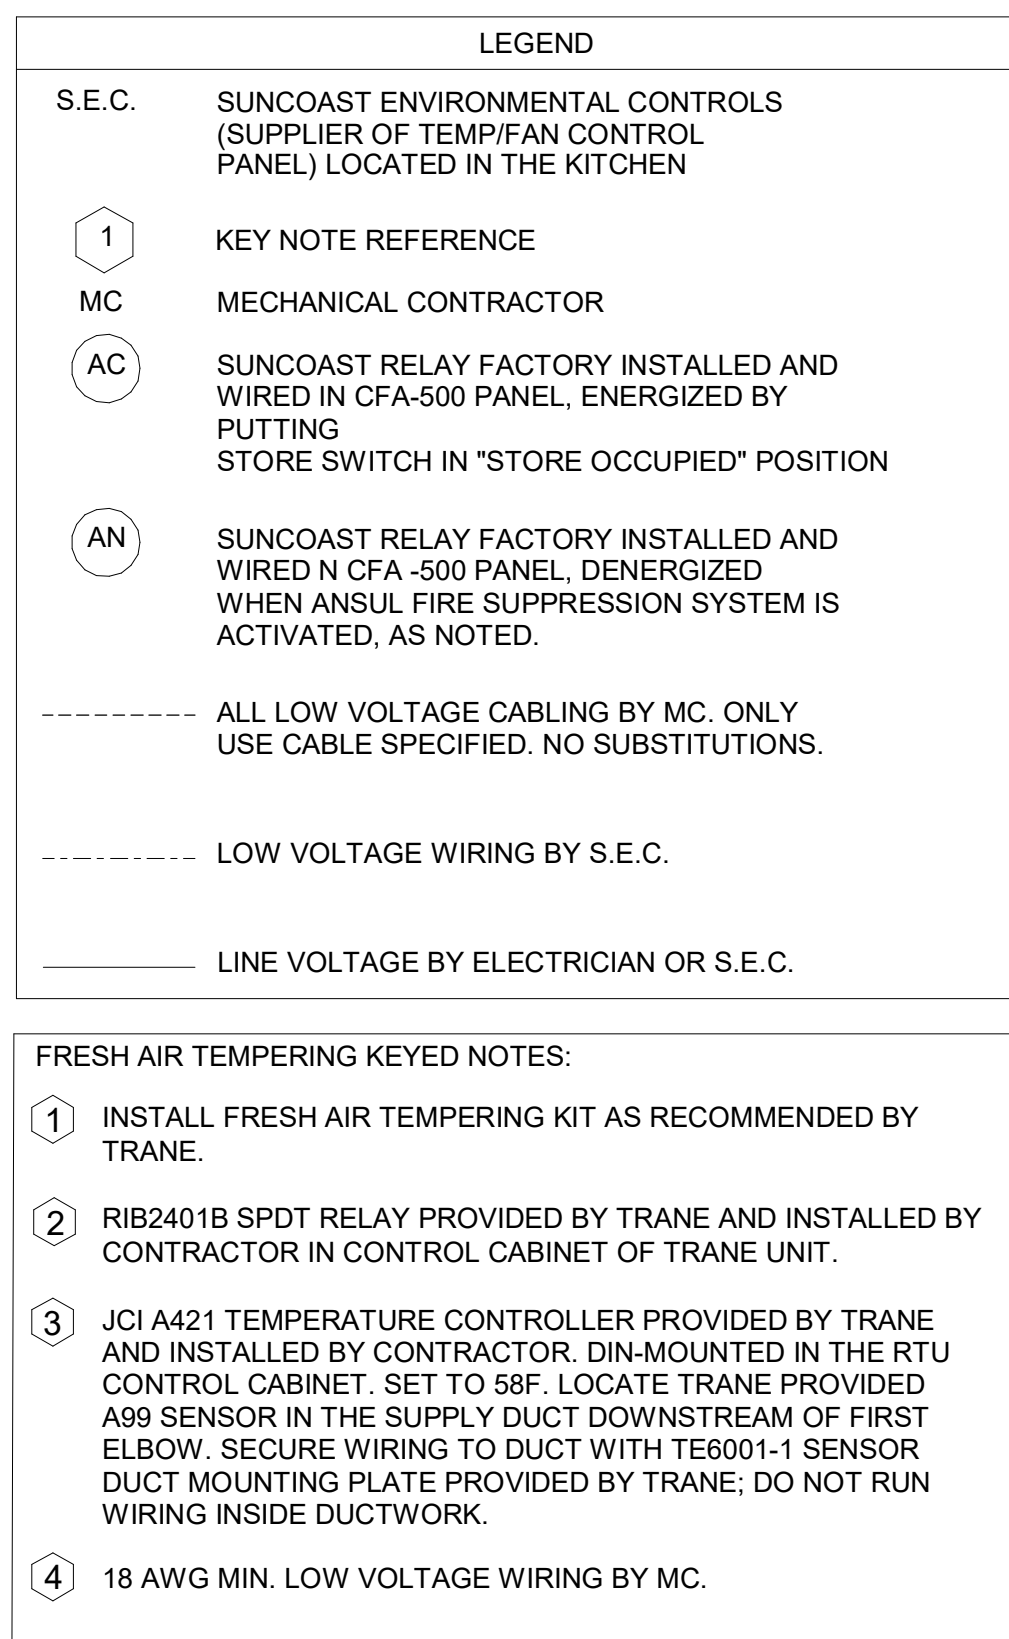 LEGEND
S.E.C. SUNCOAST ENVIRONMENTAL CONTROLS
(SUPPLIER OF TEMP/FAN CONTROL
PANEL) LOCATED IN THE KITCHEN
1 KEY NOTE REFERENCE
MC MECHANICAL CONTRACTOR
AC SUNCOAST RELAY FACTORY INSTALLED AND
WIRED IN CFA-500 PANEL, ENERGIZED BY
PUTTING
STORE SWITCH IN "STORE OCCUPIED" POSITION
AN SUNCOAST RELAY FACTORY INSTALLED AND
WIRED N CFA -500 PANEL, DENERGIZED
WHEN ANSUL FIRE SUPPRESSION SYSTEM IS
ACTIVATED, AS NOTED.
ALL LOW VOLTAGE CABLING BY MC. ONLY
USE CABLE SPECIFIED. NO SUBSTITUTIONS.
LOW VOLTAGE WIRING BY S.E.C.
LINE VOLTAGE BY ELECTRICIAN OR S.E.C.
FRESH AIR TEMPERING KEYED NOTES:
1 INSTALL FRESH AIR TEMPERING KIT AS RECOMMENDED BY
TRANE.
2 RIB2401B SPDT RELAY PROVIDED BY TRANE AND INSTALLED BY
CONTRACTOR IN CONTROL CABINET OF TRANE UNIT.
3 JCI A421 TEMPERATURE CONTROLLER PROVIDED BY TRANE
AND INSTALLED BY CONTRACTOR. DIN-MOUNTED IN THE RTU
CONTROL CABINET. SET TO 58F. LOCATE TRANE PROVIDED
A99 SENSOR IN THE SUPPLY DUCT DOWNSTREAM OF FIRST
ELBOW. SECURE WIRING TO DUCT WITH TE6001-1 SENSOR
DUCT MOUNTING PLATE PROVIDED BY TRANE; DO NOT RUN
WIRING INSIDE DUCTWORK.
4 18 AWG MIN. LOW VOLTAGE WIRING BY MC.